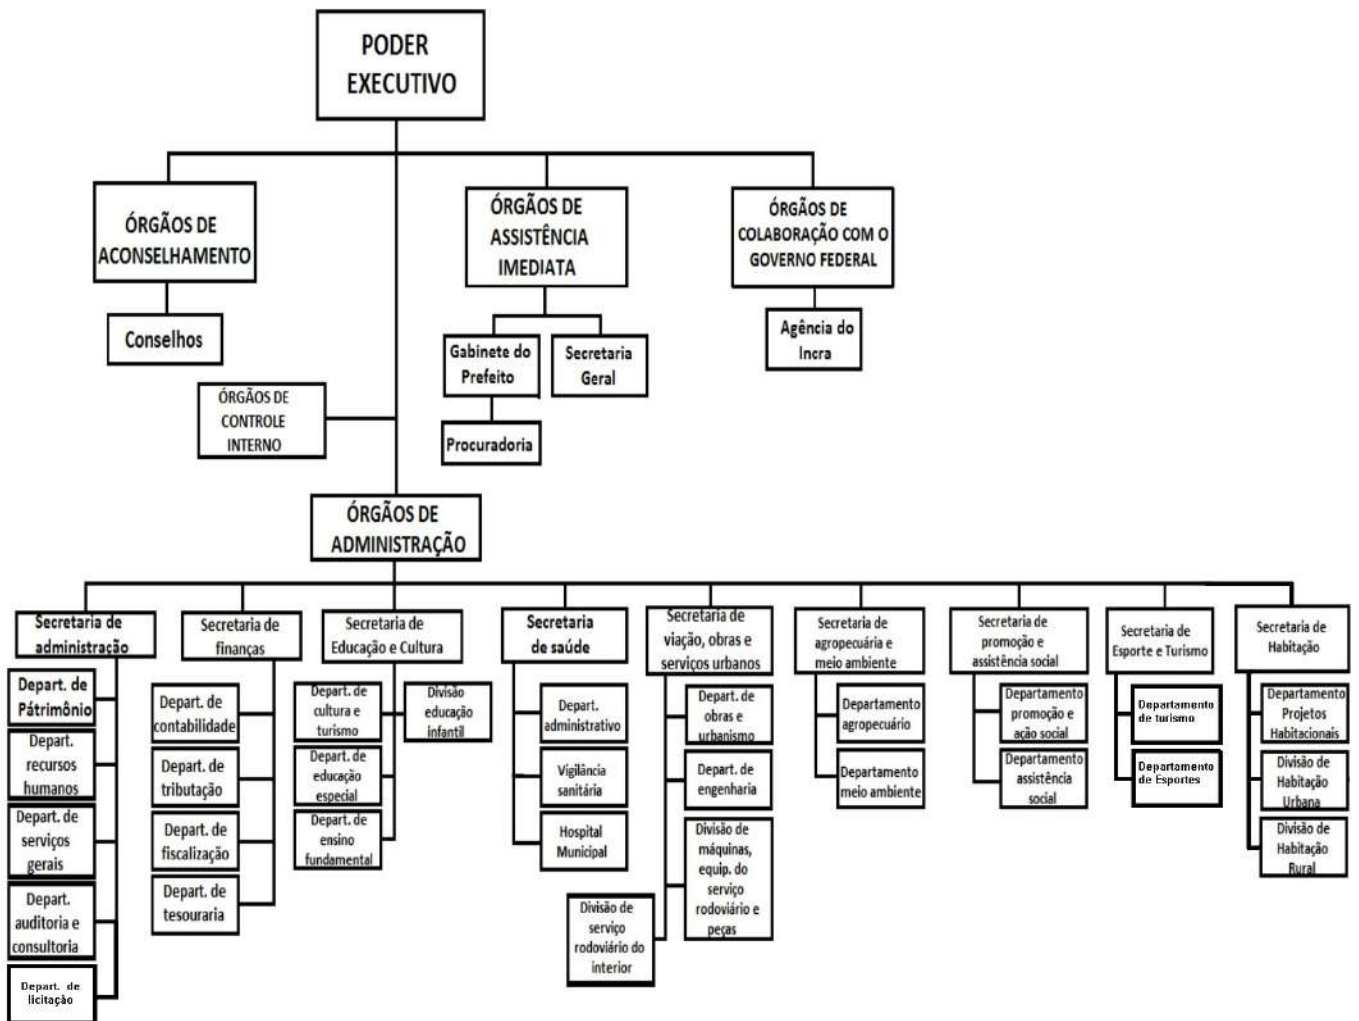 PODER
EXECUTIVO
ÓRGÃOS DE
ACONSELHAMENTO
ÓRGÃOS DE
ASSISTÊNCIA
IMEDIATA
ÓRGÃOS DE
COLABORAÇÃO COM O
GOVERNO FEDERAL
Conselhos
Gabinete do
Prefeito
Secretaria
Geral
Agência do
Incra
ÓRGÃOS DE
CONTROLE
INTERNO
Procuradoria
ÓRGÃOS DE
ADMINISTRAÇÃO
Secretaria de
administração
Secretaria de
finanças
Secretaria de
Educação e Cultura
Secretaria
de saúde
Secretaria de
viação, obras e
serviços urbanos
Secretaria de
agropecuária e
meio ambiente
Secretaria de
promoção e
assistência social
Secretaria de
Esporte e Turismo
Secretaria de
Habitação
Depart. de
Pátrimônio
Depart.
recursos
humanos
Depart. de
serviços
gerais
Depart.
auditoria e
consultoria
Depart. de
licitação
Depart. de
contabilidade
Depart. de
tributação
Depart. de
fiscalização
Depart. de
tesouraria
Depart. de
cultura e
turismo
Divisão
educação
infantil
Depart. de
educação
especial
Depart. de
ensino
fundamental
Depart.
administrativo
Vigilância
sanitária
Hospital
Municipal
Depart. de
obras e
urbanismo
Depart. de
engenharia
Divisão de
máquinas,
equip. do
serviço
rodoviário e
peças
Divisão de
serviço
rodoviário do
interior
Departamento
agropecuário
Departamento
meio ambiente
Departamento
promoção e
ação social
Departamento
assistência
social
Departamento
de turismo
Departamento
de Esportes
Departamento
Projetos
Habitacionais
Divisão de
Habitação
Urbana
Divisão de
Habitação
Rural